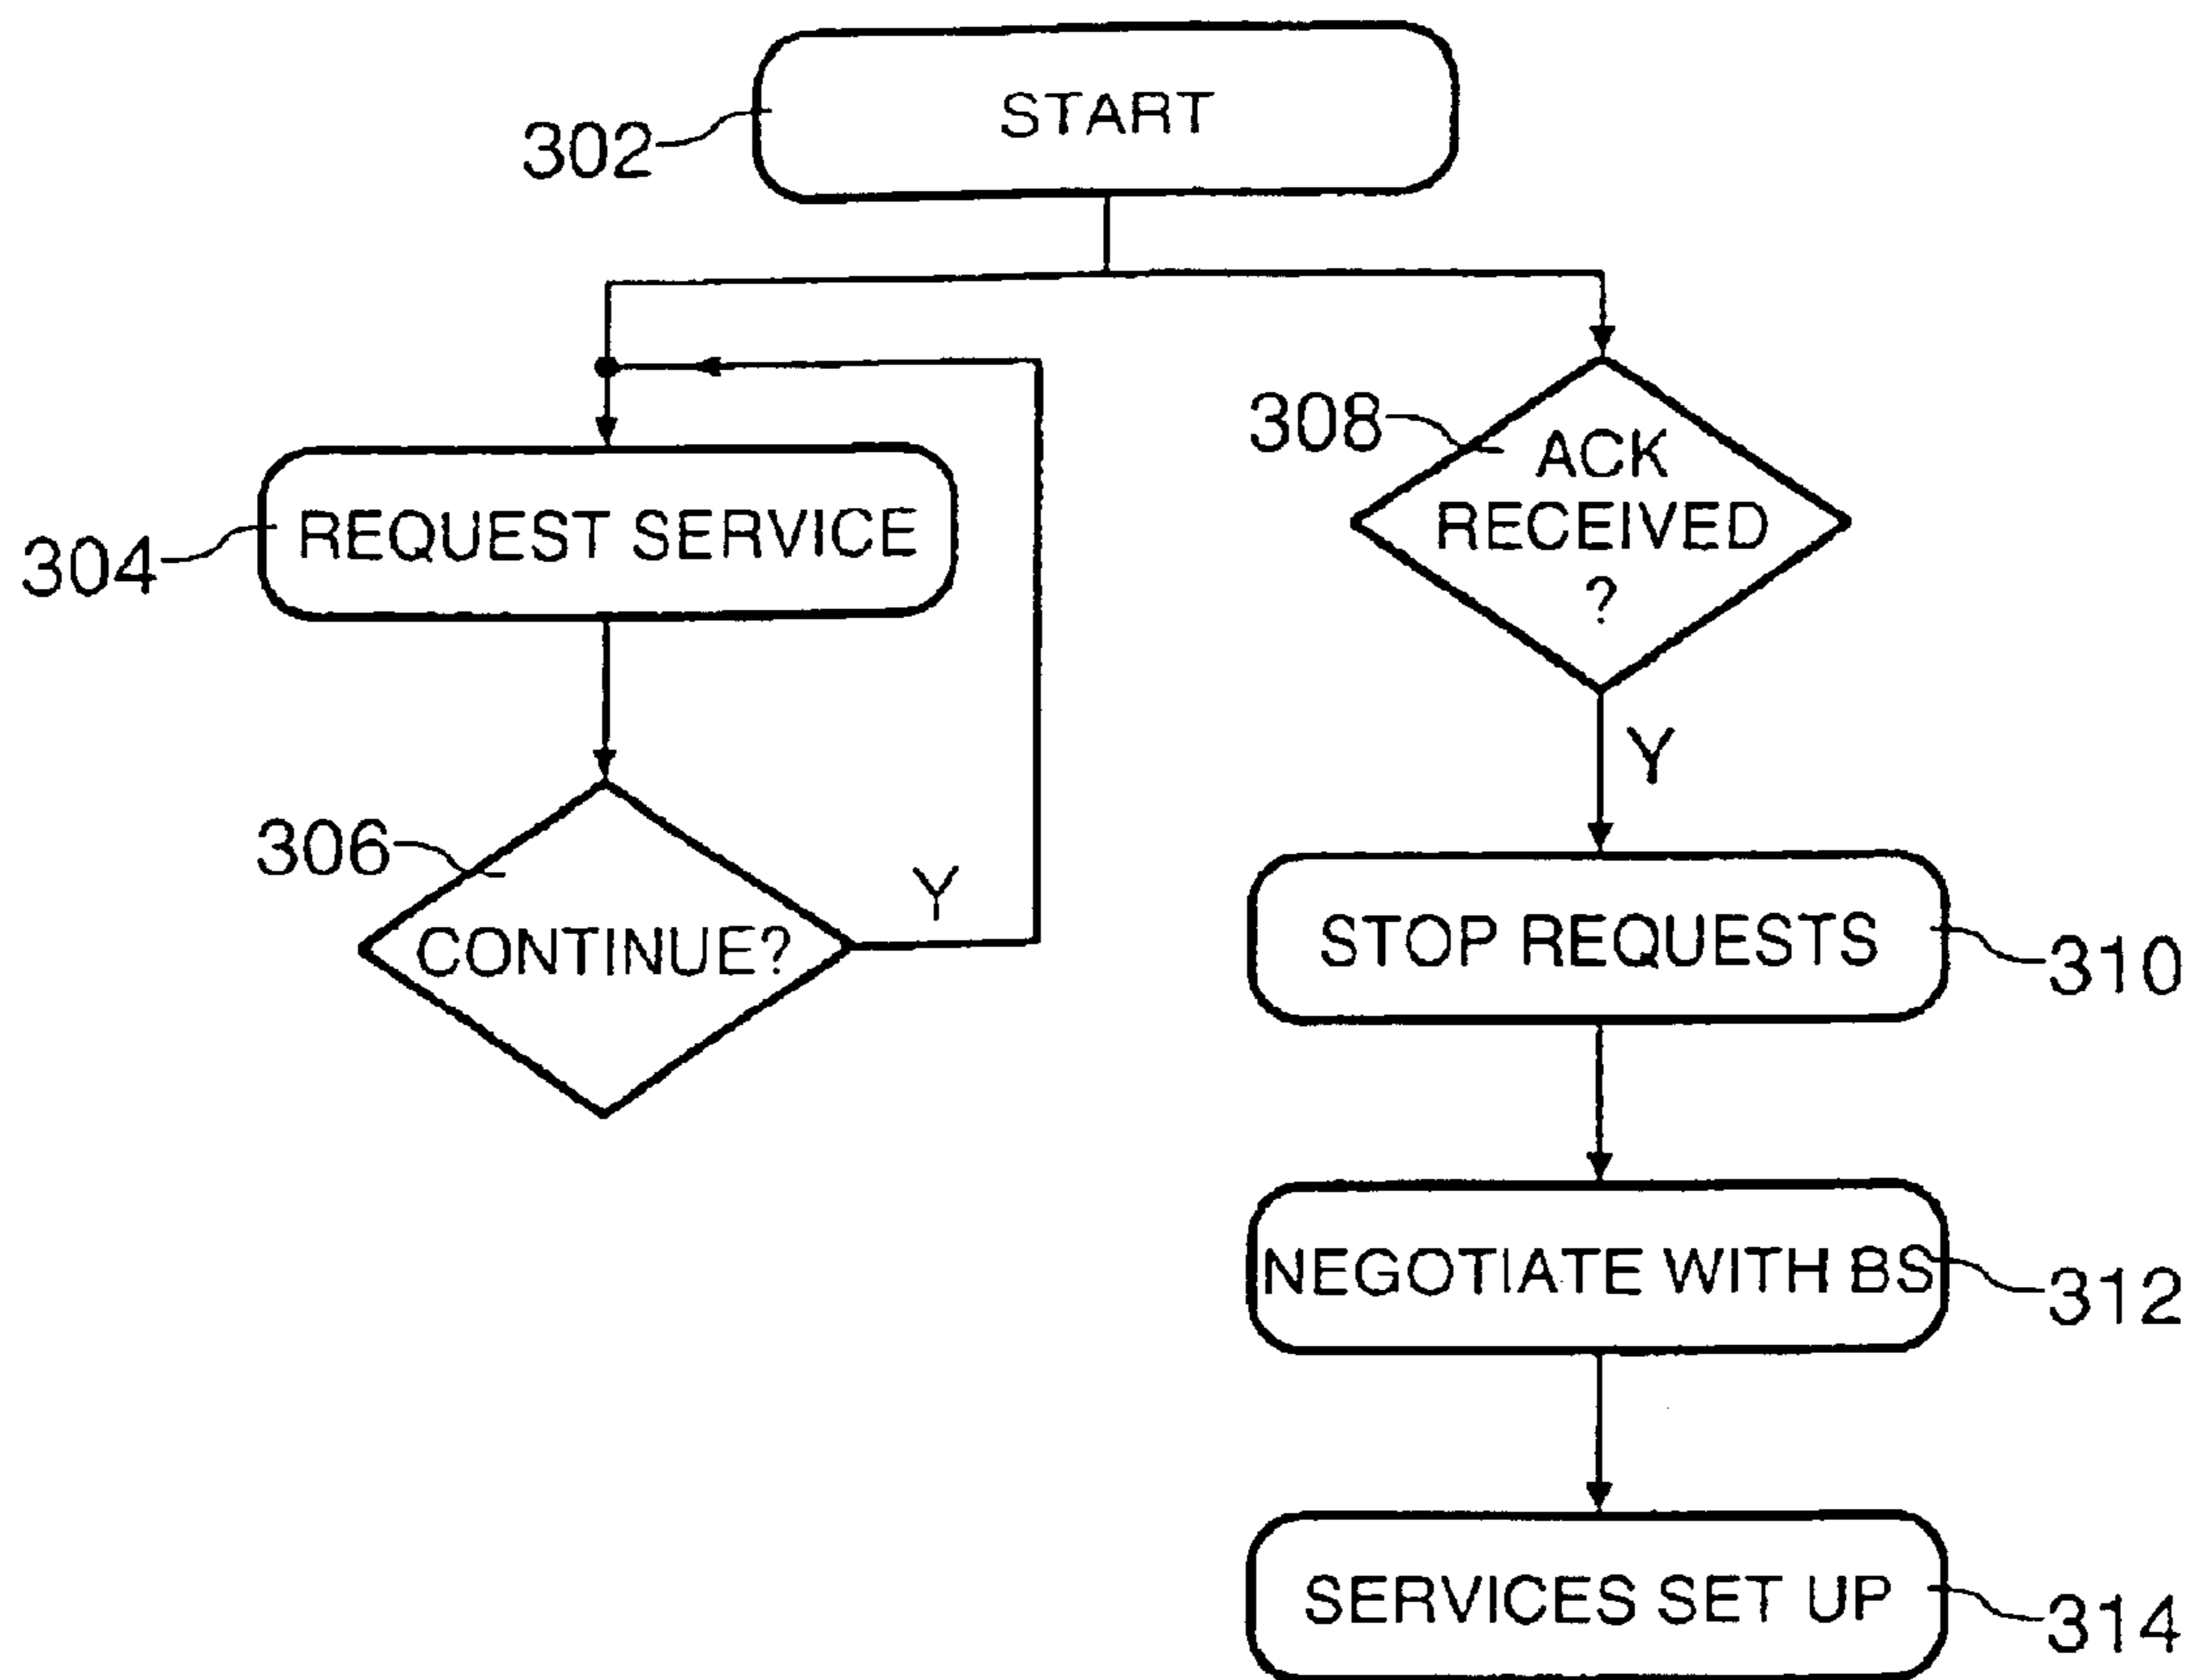 START
302
REQUEST SERVICE
304
306
CONTINUE?
Y
308
ACK
RECEIVED
?
Y
STOP REQUESTS
310
NEGOTIATE WITH BS
312
SERVICES SET UP
314